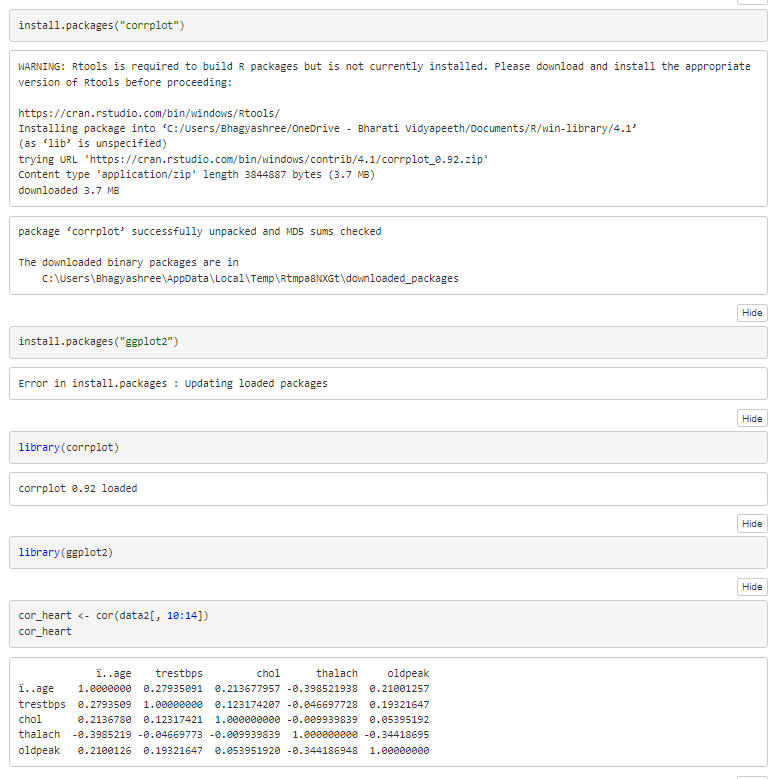 install.packages("corrplot")
WARNING: Rtools is required to build R packages but is not currently installed. Please download and install the appropriate
version of Rtools before proceeding:
https://cran.rstudio.com/bin/windows/Rtools/
Installing package into ‘C:/Users/Bhagyashree/OneDrive - Bharati Vidyapeeth/Documents/R/win-library/4.1’
(as ‘lib’ is unspecified)
trying URL 'https://cran.rstudio.com/bin/windows/contrib/4.1/corrplot_0.92.zip'
Content type 'application/zip' length 3844887 bytes (3.7 MB)
downloaded 3.7 MB
package ‘corrplot’ successfully unpacked and MD5 sums checked
The downloaded binary packages are in
C:\Users\Bhagyashree\AppData\Local\Temp\Rtmpa8NXGt\downloaded_packages
Hide
install.packages("ggplot2")
Error in install.packages : Updating loaded packages
Hide
library(corrplot)
corrplot 0.92 loaded
Hide
library(ggplot2)
Hide
cor_heart <- cor(data2[, 10:14])
cor_heart
ï..age trestbps chol thalach oldpeak
ï..age 1.0000000 0.27935091 0.213677957 -0.398521938 0.21001257
trestbps 0.2793509 1.00000000 0.123174207 -0.046697728 0.19321647
chol 0.2136780 0.12317421 1.000000000 -0.009939839 0.05395192
thalach -0.3985219 -0.04669773 -0.009939839 1.000000000 -0.34418695
oldpeak 0.2100126 0.19321647 0.053951920 -0.344186948 1.00000000